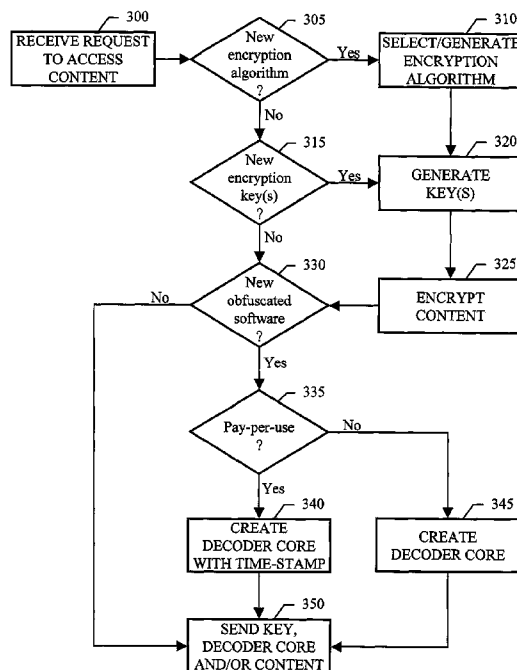 300
RECEIVE REQUEST
TO ACCESS
CONTENT
305
New
encryption
algorithm
?
Yes
310
SELECT/GENERATE
ENCRYPTION
ALGORITHM
No
315
New
encryption
key(s)
?
Yes
320
GENERATE
KEY(S)
No
325
ENCRYPT
CONTENT
330
New
obfuscated
software
?
No
Yes
335
Pay-per-use
?
No
Yes
340
CREATE
DECODER CORE
WITH TIME-STAMP
345
CREATE
DECODER CORE
350
SEND KEY,
DECODER CORE
AND/OR CONTENT